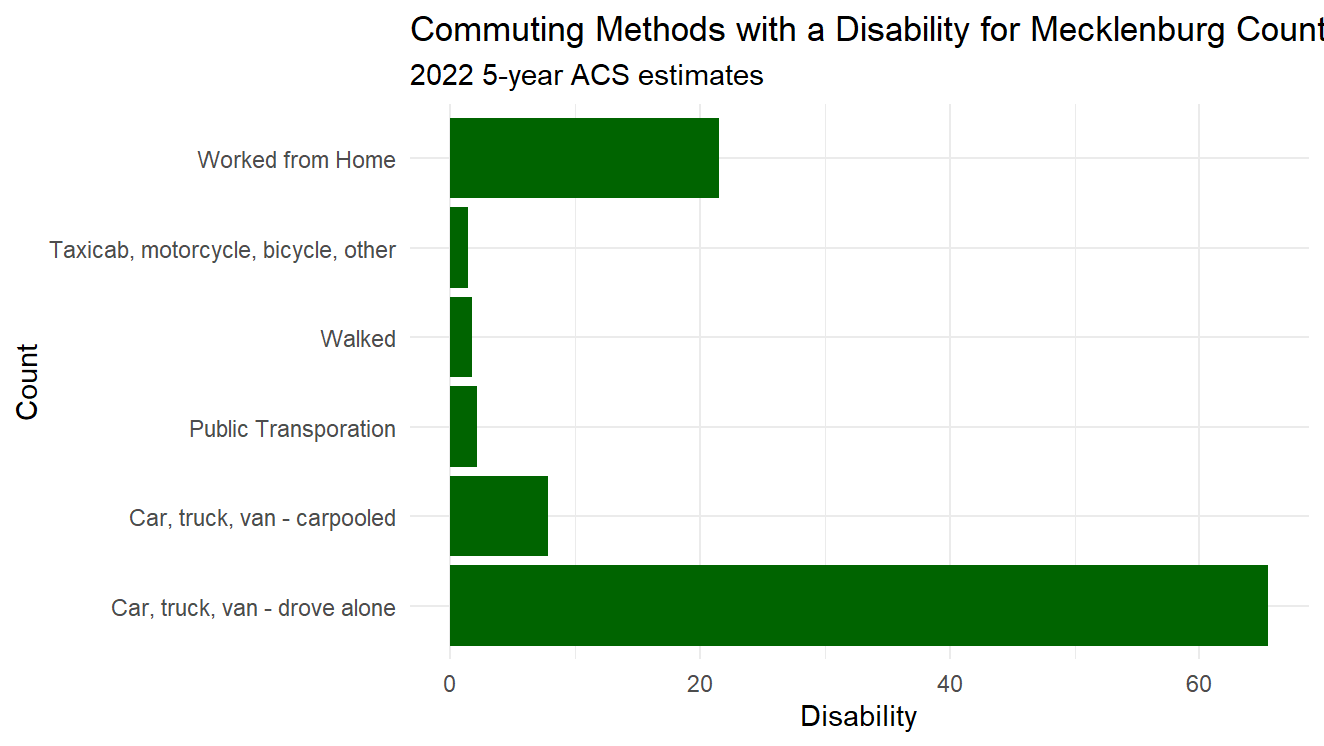 Commuting Methods with a Disability for Mecklenburg Count
2022 5-year ACS estimates
Worked from Home
Taxicab, motorcycle, bicycle, other
Walked
Public Transporation
Car, truck, van - carpooled
Car, truck, van - drove alone
Count
0 20 40 60
Disability